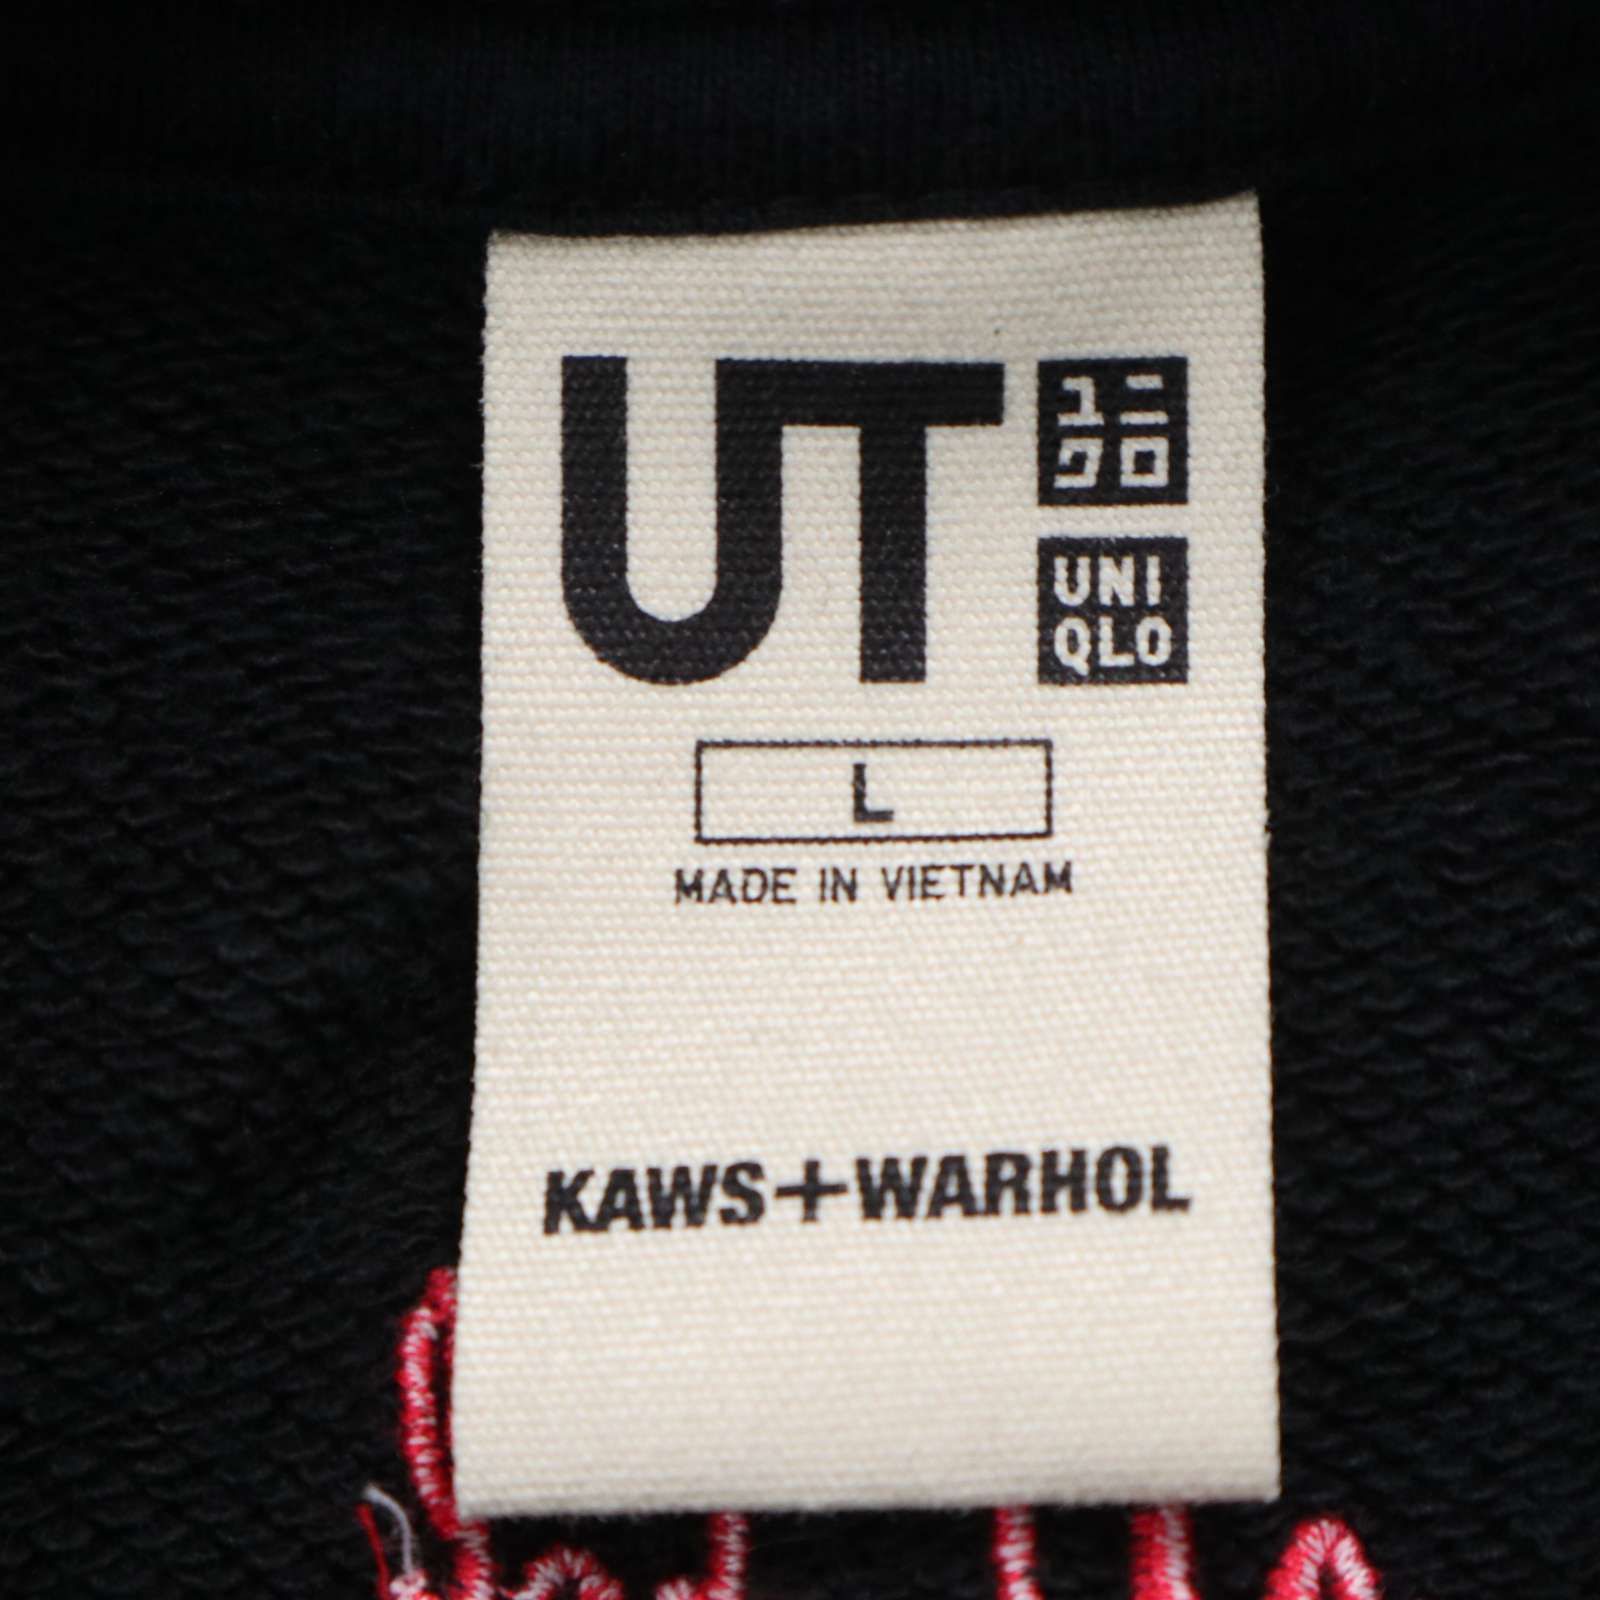 UT
ユニ
クロ
UNI
QLO
L
MADE IN VIETNAM
KAWS+WARHOL